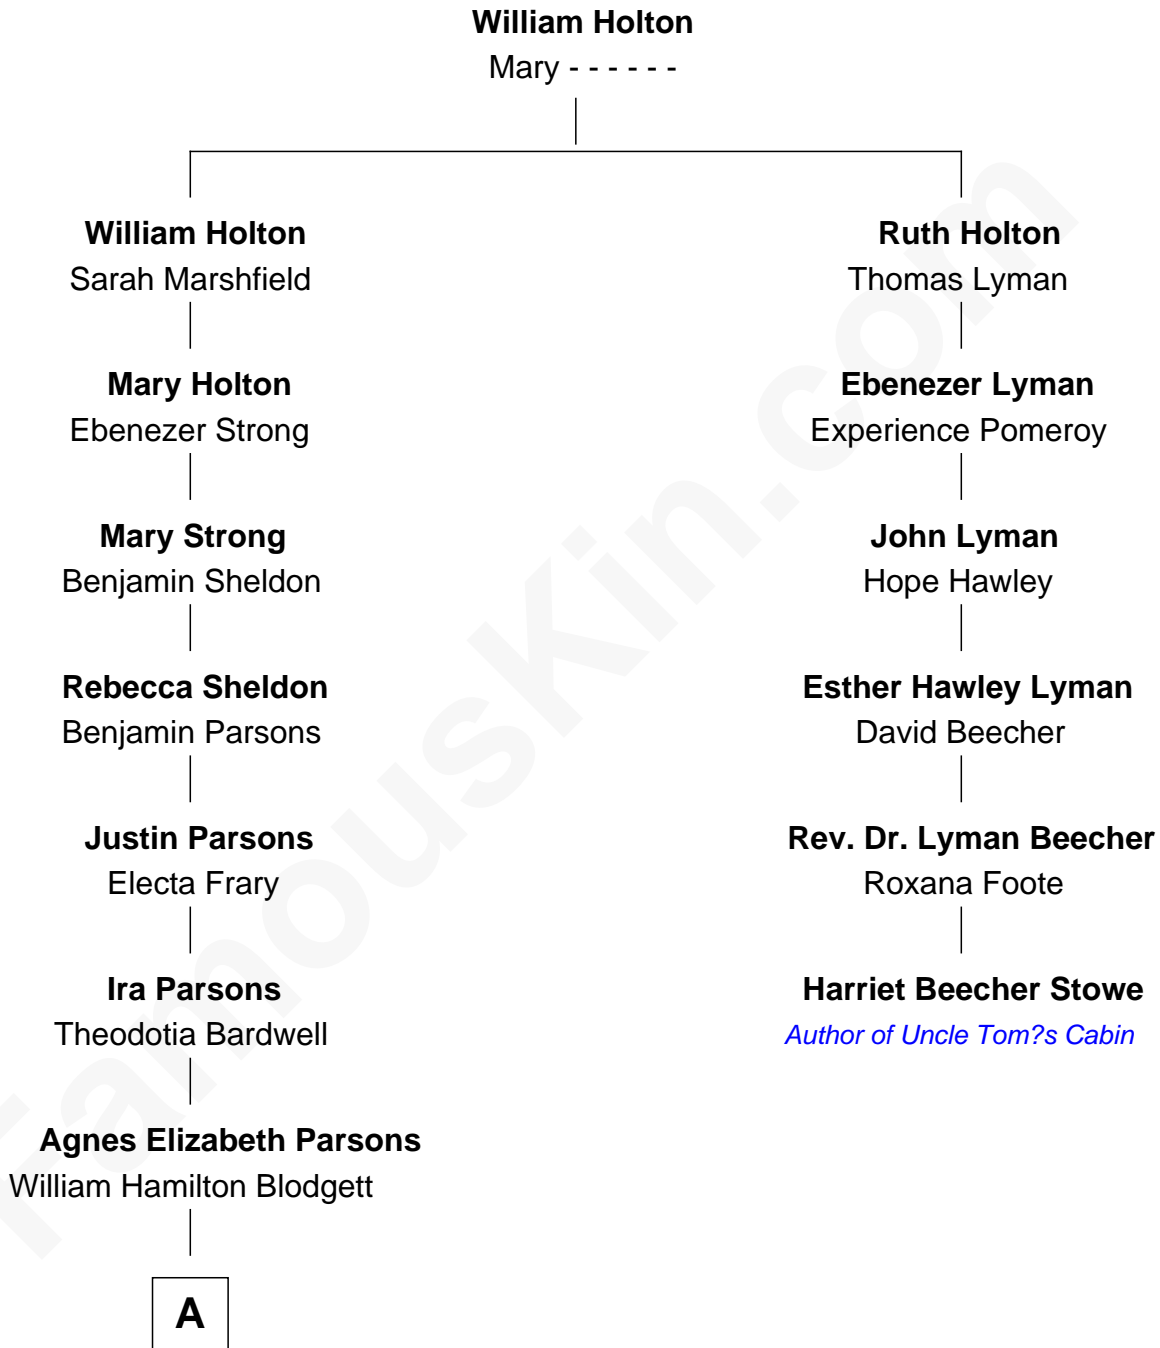 William Holton
Mary - - - - - -
William Holton
Sarah Marshfield
Mary Holton
Ebenezer Strong
Mary Strong
Benjamin Sheldon
Rebecca Sheldon
Benjamin Parsons
Justin Parsons
Electa Frary
Ira Parsons
Theodotia Bardwell
Agnes Elizabeth Parsons
William Hamilton Blodgett
A
Ruth Holton
Thomas Lyman
Ebenezer Lyman
Experience Pomeroy
John Lyman
Hope Hawley
Esther Hawley Lyman
David Beecher
Rev. Dr. Lyman Beecher
Roxana Foote
Harriet Beecher Stowe
Author of Uncle Tom?s Cabin
FamousKin.com